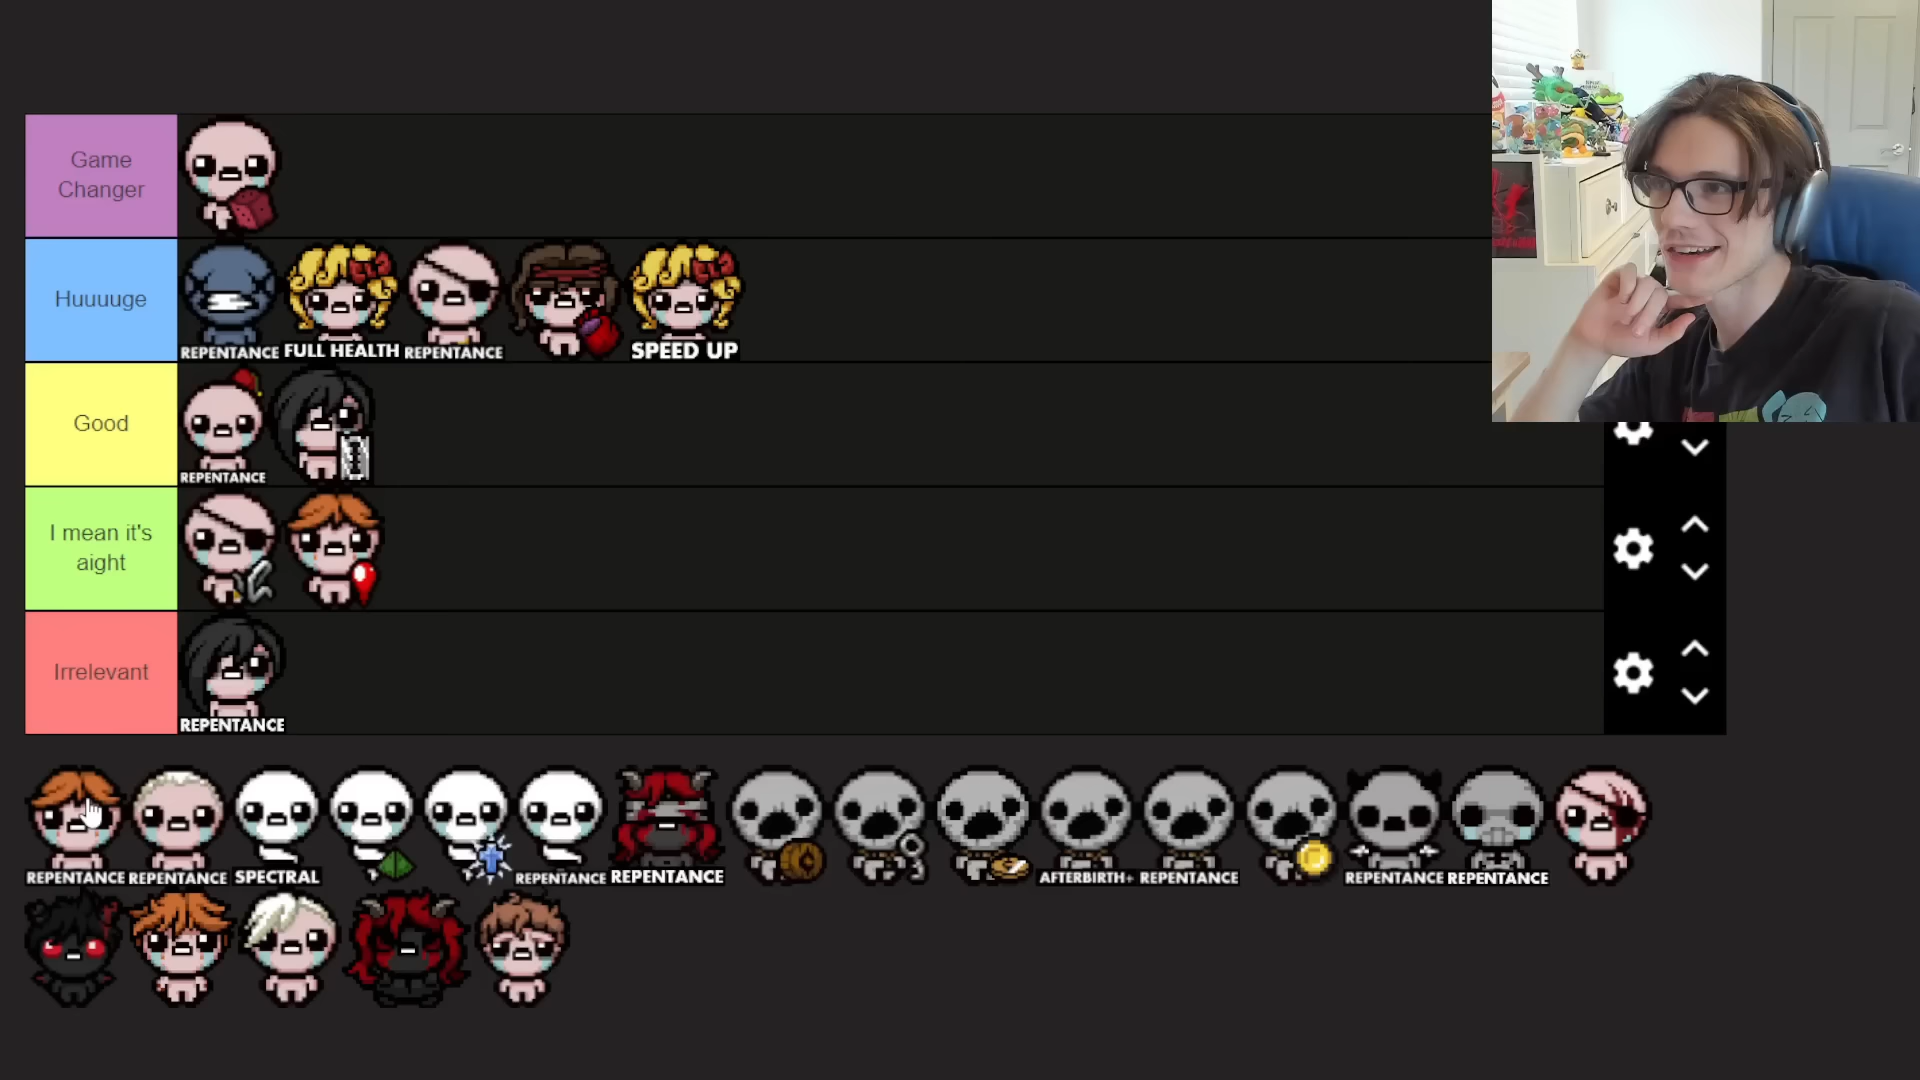 Game
Changer
Huuuuge
REPENTANCE FULL HEALTH REPENTANCE SPEED UP
Good
REPENTANCE
I mean it's
aight
Irrelevant
REPENTANCE
REPENTANCE REPENTANCE SPECTRAL REPENTANCE REPENTANCE AFTERBIRTH+ REPENTANCE REPENTANCE REPENTANCE